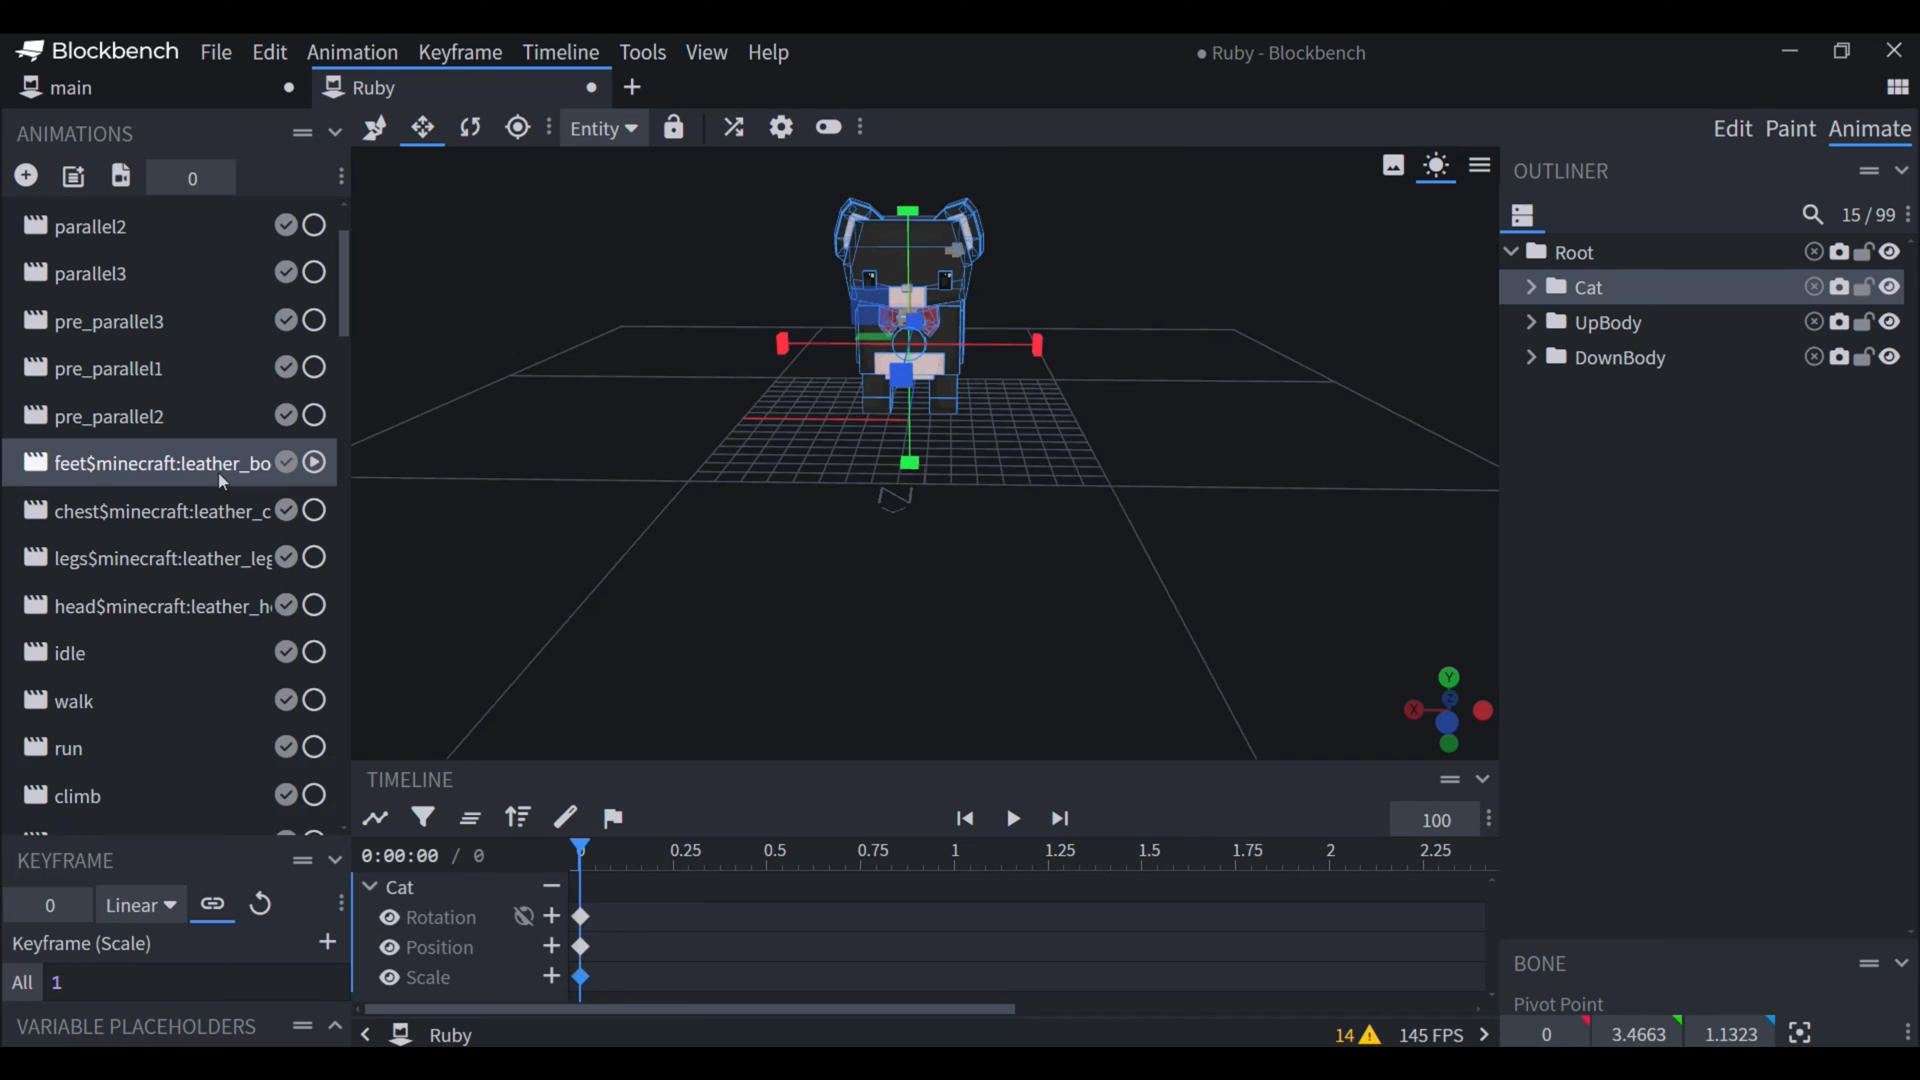 Blockbench File Edit Animation Keyframe Timeline Tools View Help
Ruby - Blockbench
main
Ruby
ANIMATIONS
0
Entity
Edit Paint Animate
OUTLINER
15 / 99
Root
Cat
UpBody
DownBody
parallel2
parallel3
pre_parallel3
pre_parallel1
pre_parallel2
feet$minecraft:leather_bo
chest$minecraft:leather_c
legs$minecraft:leather_leg
head$minecraft:leather_he
idle
walk
run
climb
N
Y
Z
X
TIMELINE
100
0:00:00 / 0
0 0.25 0.5 0.75 1 1.25 1.5 1.75 2 2.25
Cat
Rotation
Position
Scale
KEYFRAME
0 Linear
Keyframe (Scale)
All 1
VARIABLE PLACEHOLDERS
Ruby
14
145 FPS
BONE
Pivot Point
0 3.4663 1.1323